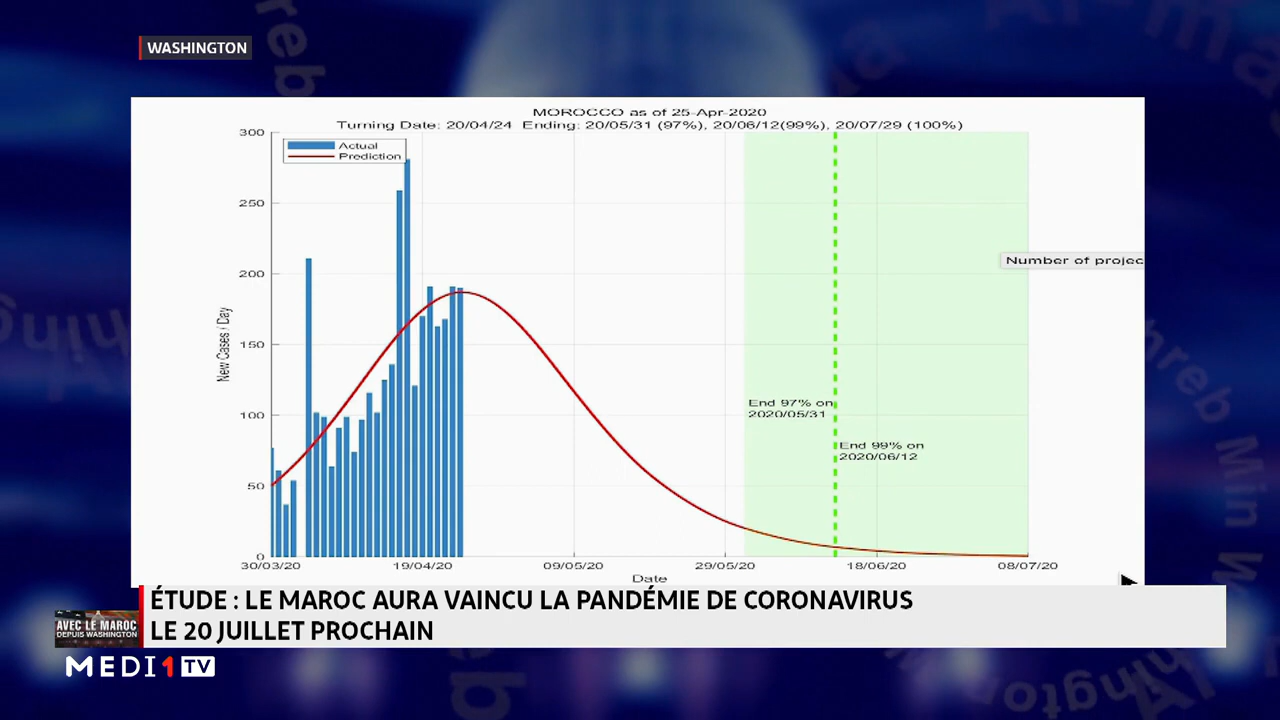 WASHINGTON
MOROCCO as of 25-Apr-2020
Turning Date: 20/04/24 Ending: 20/05/31 (97%), 20/06/12(99%), 20/07/29 (100%)
300
Actual
Prediction
250
200
Number of projec
150
New Cases / Day
End 97% on
2020/05/31
100
End 99% on
2020/06/12
50
0
30/03/20 19/04/20 09/05/20 29/05/20 18/06/20 08/07/20
Date
ÉTUDE : LE MAROC AURA VAINCU LA PANDÉMIE DE CORONAVIRUS
LE 20 JUILLET PROCHAIN
AVEC LE MAROC
DEPUIS WASHINGTON
MEDI1 TV